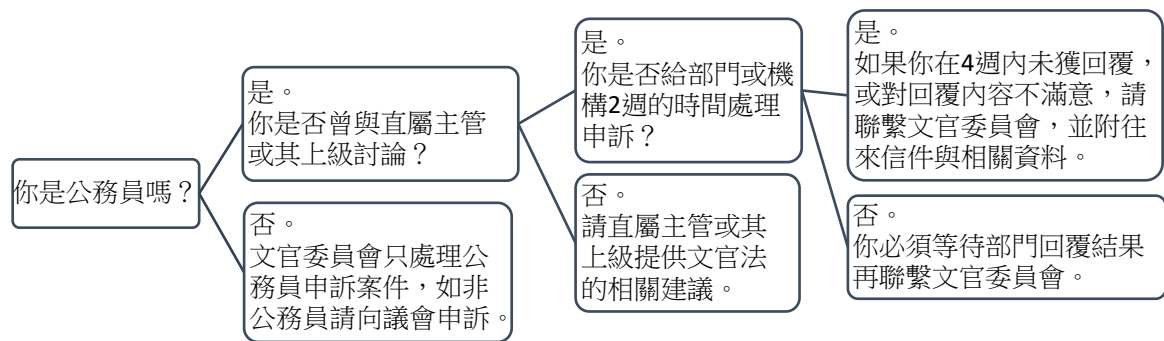 你是公務員嗎？
是。
你是否曾與直屬主管
或其上級討論？
否。
文官委員會只處理公
務員申訴案件，如非
公務員請向議會申訴。
是。
你是否給部門或機
構2週的時間處理
申訴？
否。
請直屬主管或其
上級提供文官法
的相關建議。
是。
如果你在4週內未獲回覆，
或對回覆內容不滿意，請
聯繫文官委員會，並附往
來信件與相關資料。
否。
你必須等待部門回覆結果
再聯繫文官委員會。